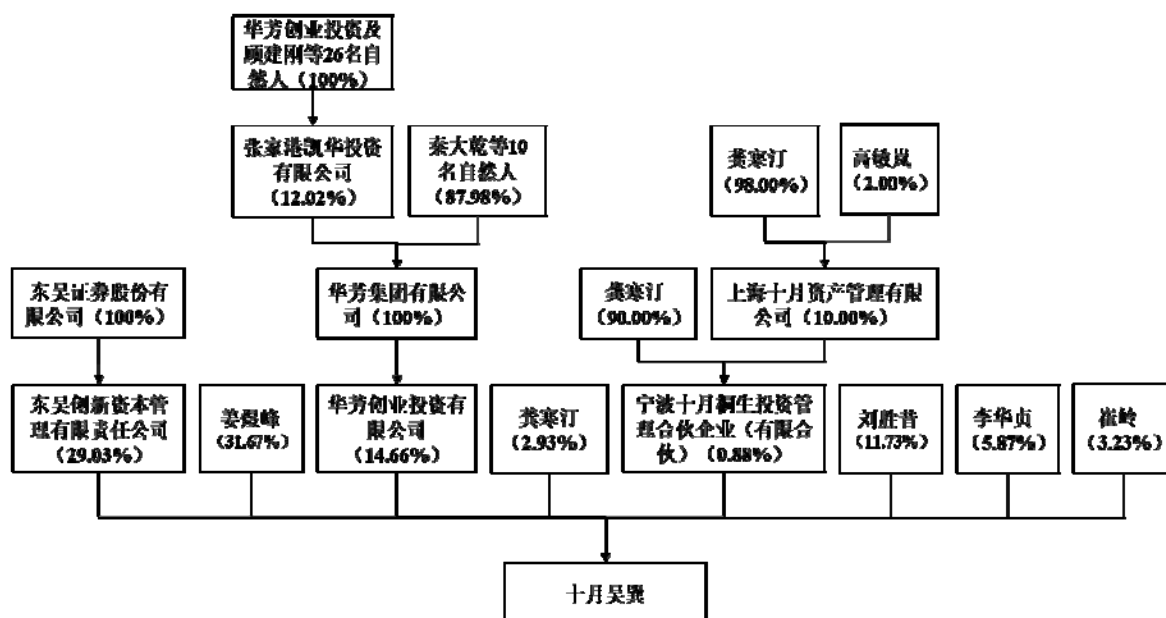 华芳创业投资及
顾建刚等26名自
然人（100%）
张家港凯华投资
有限公司
（12.02%）
秦大乾等10
名自然人
（87.98%）
龚寒汀
（98.00%）
高敏岚
（2.00%）
东吴证券股份有
限公司（100%）
华芳集团有限公
司（100%）
龚寒汀
（90.00%）
上海十月资产管理有限
公司（10.00%）
东吴创新资本管
理有限责任公司
（29.03%）
姜煜峰
（31.67%）
华芳创业投资有
限公司
（14.66%）
龚寒汀
（2.93%）
宁波十月桐生投资管
理合伙企业（有限合
伙）（0.88%）
刘胜昔
（11.73%）
李华贞
（5.87%）
崔岭
（3.23%）
十月吴巽